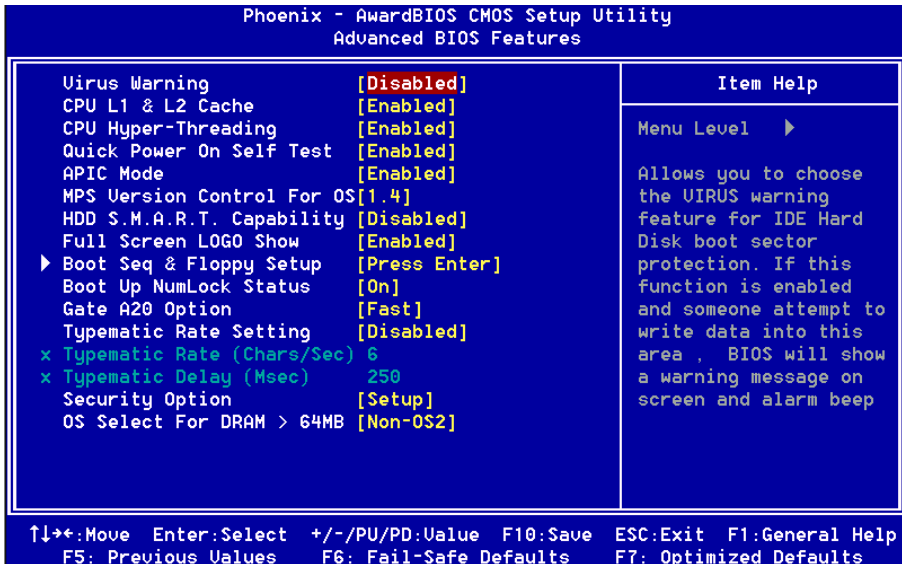 Phoenix - AwardBIOS CMOS Setup Utility
Advanced BIOS Features
Virus Warning [Disabled]
CPU L1 & L2 Cache [Enabled]
CPU Hyper-Threading [Enabled]
Quick Power On Self Test [Enabled]
APIC Mode [Enabled]
MPS Version Control For OS[1.4]
HDD S.M.A.R.T. Capability [Disabled]
Full Screen LOGO Show [Enabled]
Boot Seq & Floppy Setup [Press Enter]
Boot Up NumLock Status [On]
Gate A20 Option [Fast]
Typematic Rate Setting [Disabled]
x Typematic Rate (Chars/Sec) 6
x Typematic Delay (Msec) 250
Security Option [Setup]
OS Select For DRAM > 64MB [Non-OS2]
Item Help
Menu Level
Allows you to choose
the VIRUS warning
feature for IDE Hard
Disk boot sector
protection. If this
function is enabled
and someone attempt to
write data into this
area , BIOS will show
a warning message on
screen and alarm beep
↑↓→←:Move Enter:Select +/-/PU/PD:Value F10:Save ESC:Exit F1:General Help
F5: Previous Values F6: Fail-Safe Defaults F7: Optimized Defaults